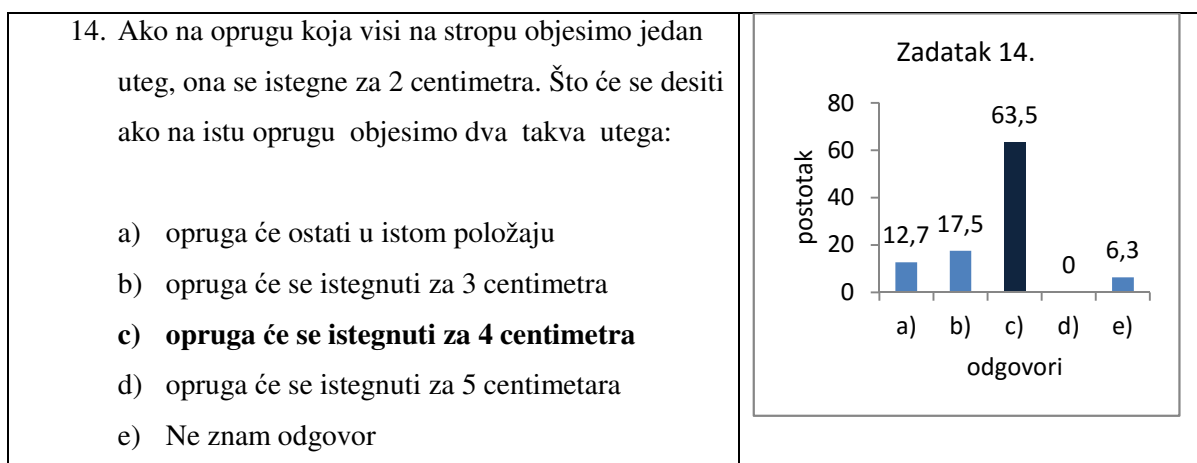 14. Ako na oprugu koja visi na stropu objesimo jedan
uteg, ona se istegne za 2 centimetra. Što će se desiti
ako na istu oprugu objesimo dva takva utega:
a) opruga će ostati u istom položaju
b) opruga će se istegnuti za 3 centimetra
c) opruga će se istegnuti za 4 centimetra
d) opruga će se istegnuti za 5 centimetara
e) Ne znam odgovor
Zadatak 14.
postotak
80
60
40
20
0
12,7 17,5 63,5 0 6,3
a) b) c) d) e)
odgovori